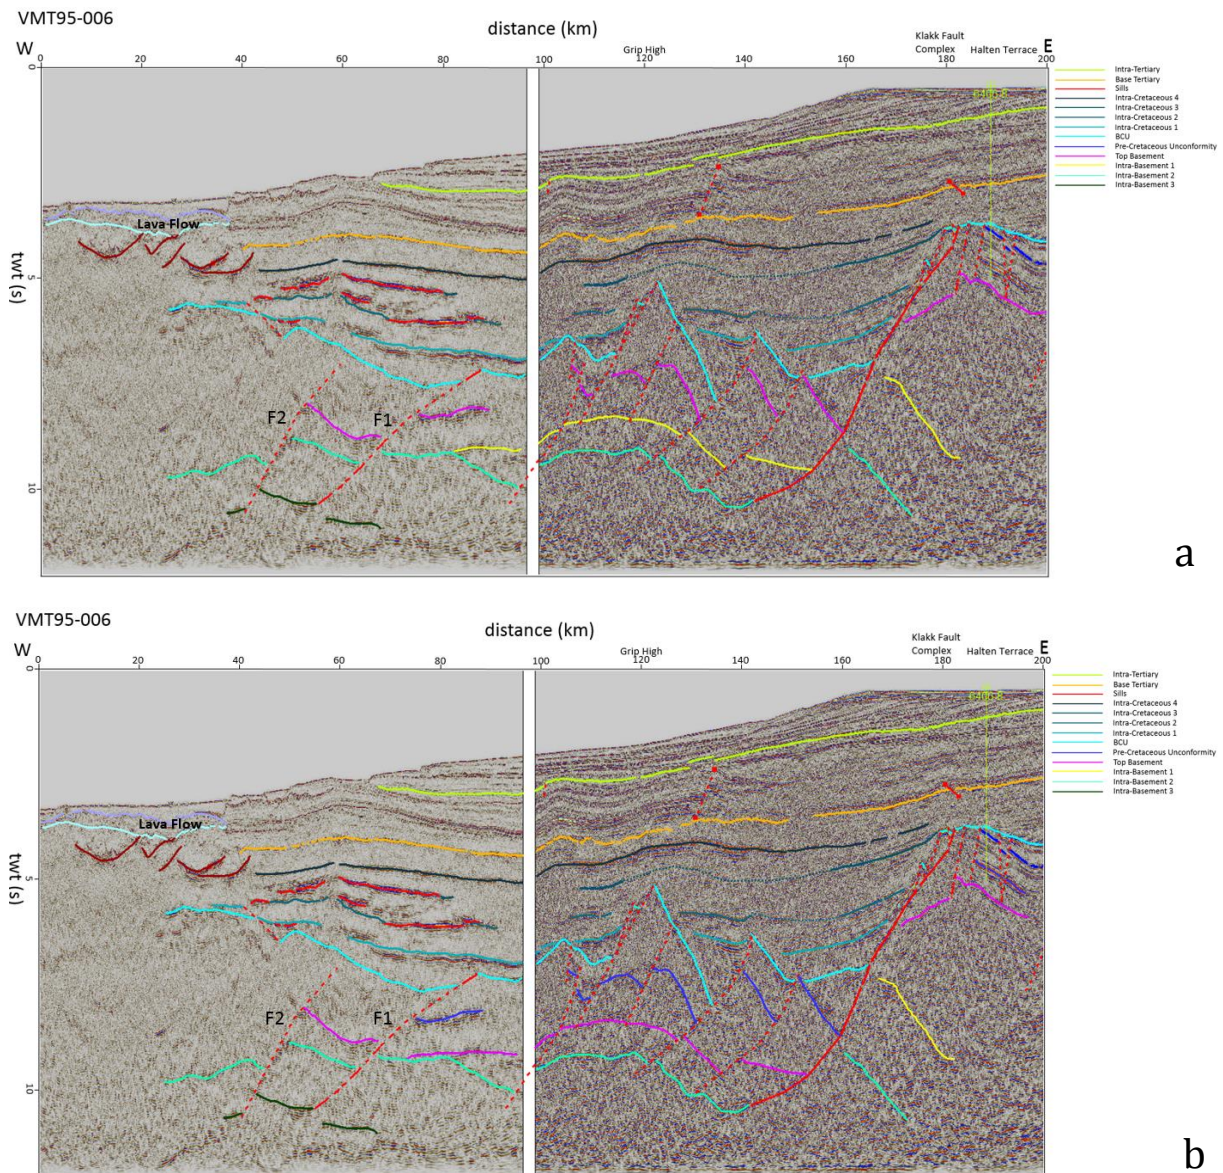 VMT95-006
distance (km)
W
Grip High
Klakk Fault
Complex
Halten Terrace
E
0 20 40 60 80 100 120 140 160 180 200
0
5
10
twt (s)
Lava Flow
F2
F1
Intra-Tertiary
Base Tertiary
Sills
Intra-Cretaceous 4
Intra-Cretaceous 3
Intra-Cretaceous 2
Intra-Cretaceous 1
BCU
Pre-Cretaceous Unconformity
Top Basement
Intra-Basement 1
Intra-Basement 2
Intra-Basement 3
a
VMT95-006
distance (km)
W
Grip High
Klakk Fault
Complex
Halten Terrace
E
0 20 40 60 80 100 120 140 160 180 200
0
5
10
twt (s)
Lava Flow
F2
F1
Intra-Tertiary
Base Tertiary
Sills
Intra-Cretaceous 4
Intra-Cretaceous 3
Intra-Cretaceous 2
Intra-Cretaceous 1
BCU
Pre-Cretaceous Unconformity
Top Basement
Intra-Basement 1
Intra-Basement 2
Intra-Basement 3
b